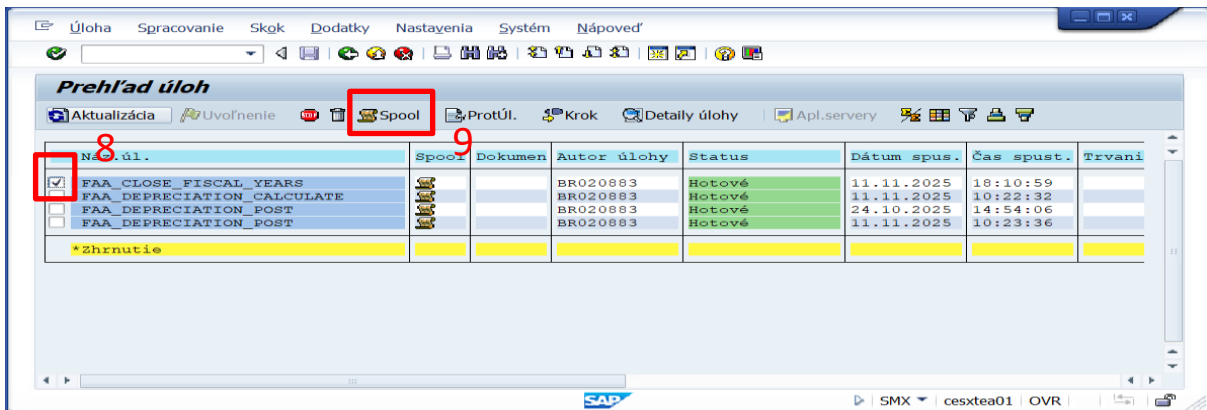 Úloha Spracovanie Skok Dodatky Nastavenia Systém Nápoveď
Prehľad úloh
Aktualizácia Uvoľnenie Spool ProtÚl. Krok Detaily úlohy Apl.servery
8 9
Náz.úl. Spool Dokumen Autor úlohy Status Dátum spus. Čas spust. Trvani
FAA_CLOSE_FISCAL_YEARS BR020883 Hotové 11.11.2025 18:10:59
FAA_DEPRECIATION_CALCULATE BR020883 Hotové 11.11.2025 10:22:32
FAA_DEPRECIATION_POST BR020883 Hotové 24.10.2025 14:54:06
FAA_DEPRECIATION_POST BR020883 Hotové 11.11.2025 10:23:36
*Zhrnutie
SAP SMX cesxtea01 OVR